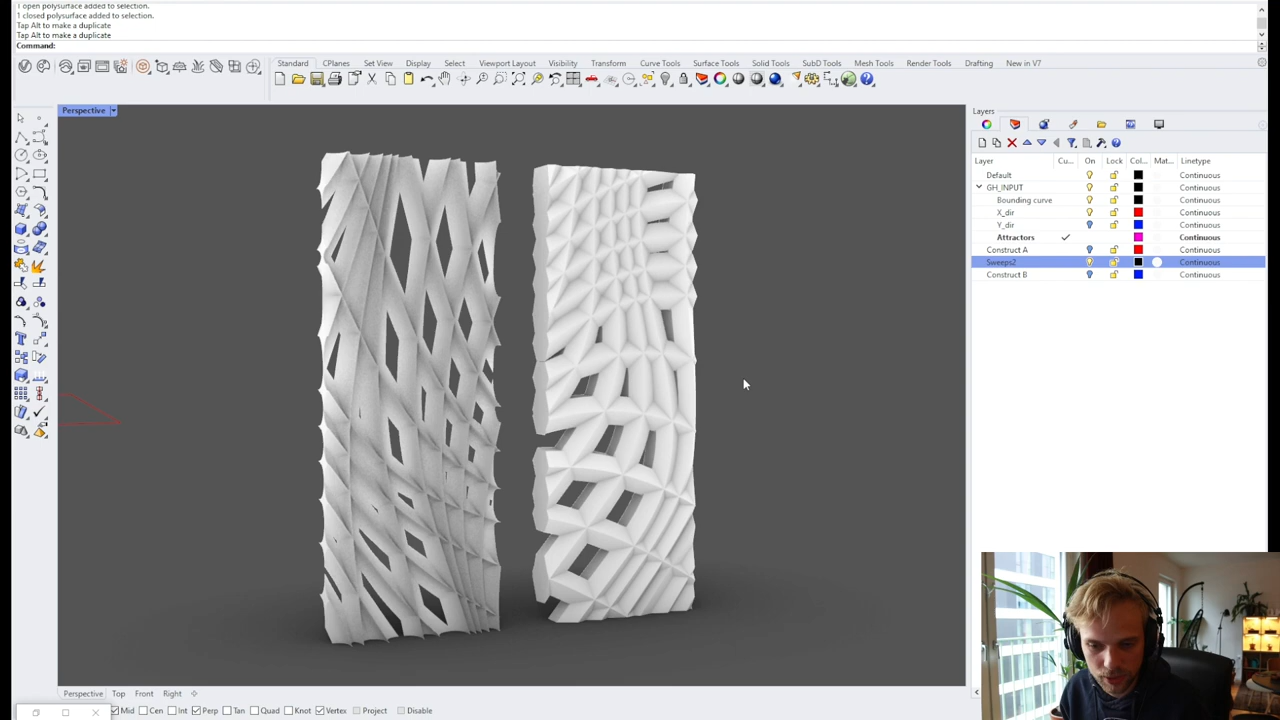 1 open polysurface added to selection.
1 closed polysurface added to selection.
Tap Alt to make a duplicate
Tap Alt to make a duplicate
Command:
Standard CPlanes Set View Display Select Viewport Layout Visibility Transform Curve Tools Surface Tools Solid Tools SubD Tools Mesh Tools Render Tools Drafting New in V7
Perspective
Layers
Layer Cu... On Lock Col... Mat... Linetype
Default Continuous
GH_INPUT Continuous
Bounding curve Continuous
X_dir Continuous
Y_dir Continuous
Attractors Continuous
Construct A Continuous
Sweeps2 Continuous
Construct B Continuous
Perspective Top Front Right
Mid Cen Int Perp Tan Quad Knot Vertex Project Disable